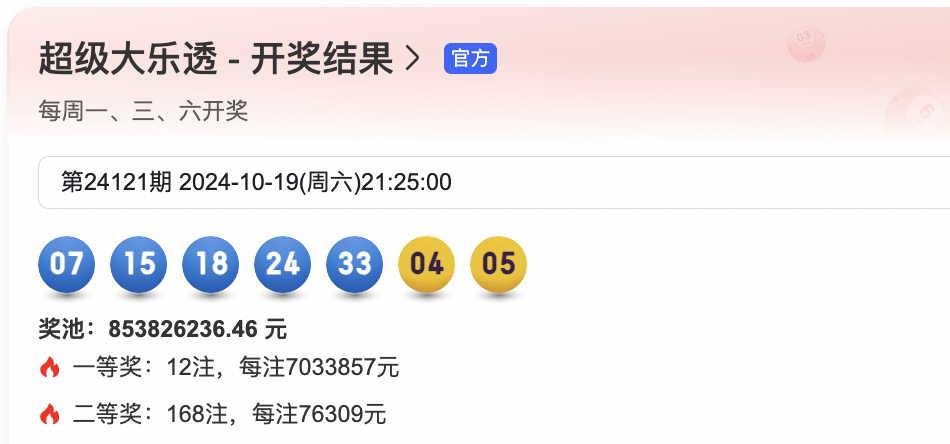 超级大乐透 - 开奖结果 >
官方
每周一、三、六开奖
第24121期 2024-10-19(周六)21:25:00
07 15 18 24 33 04 05
奖池：853826236.46 元
一等奖：12注，每注7033857元
二等奖：168注，每注76309元